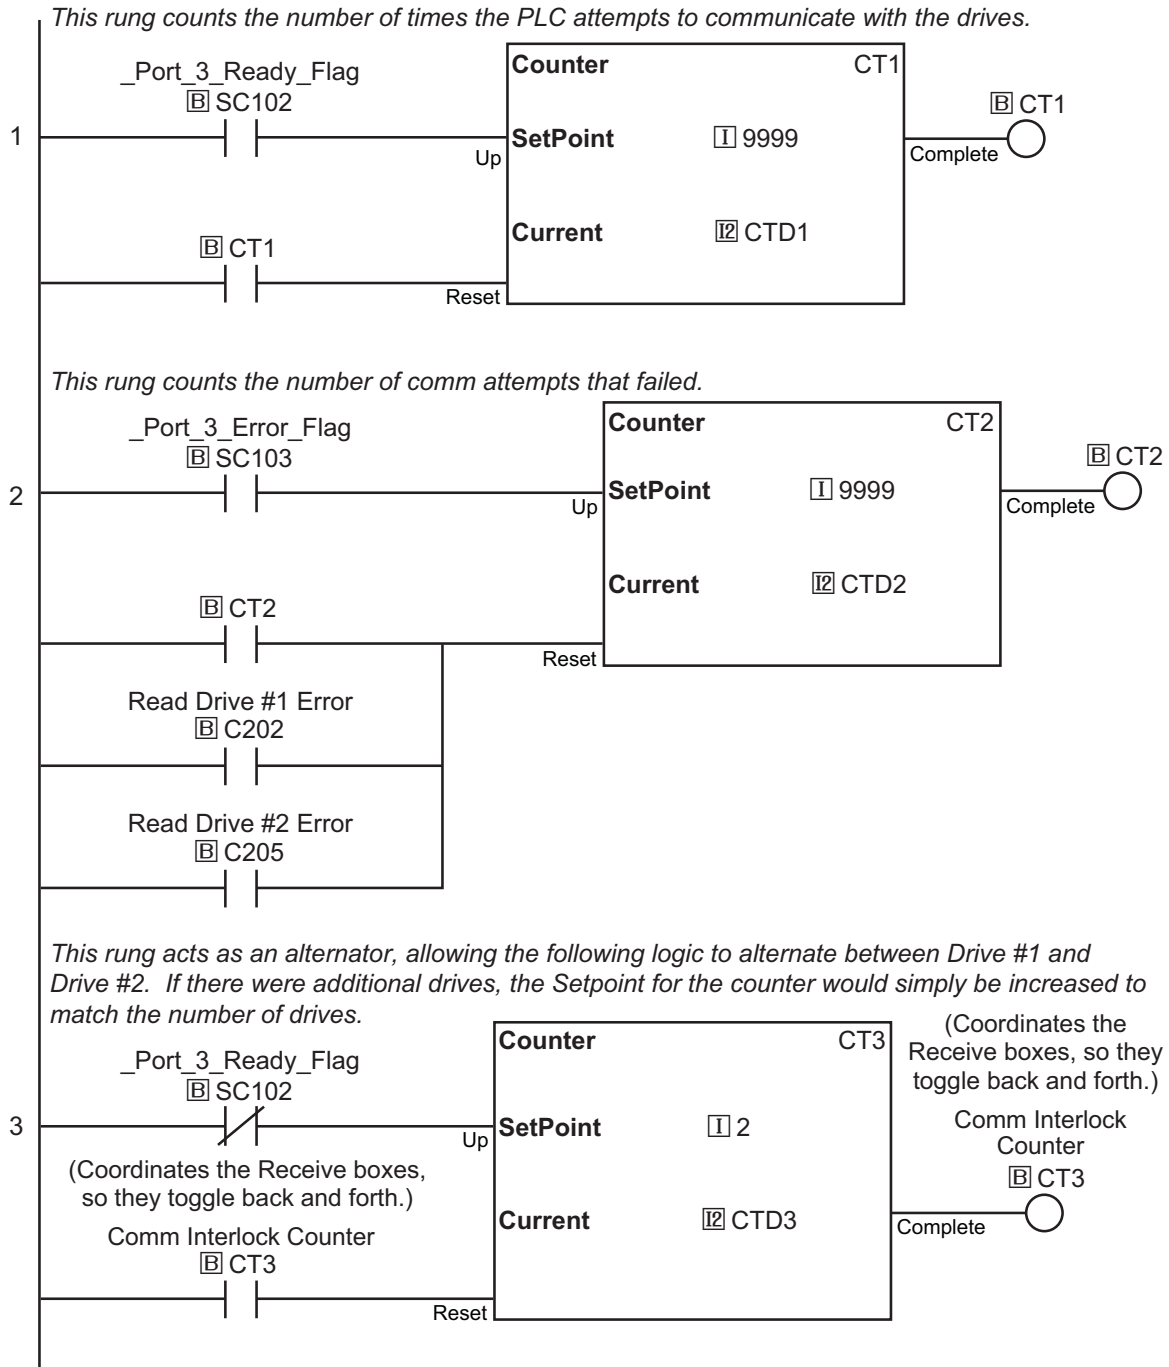 This rung counts the number of times the PLC attempts to communicate with the drives.
_Port_3_Ready_Flag
B SC102
Counter CT1
B CT1
1
Up
SetPoint I 9999
Complete
Current I2 CTD1
B CT1
Reset
This rung counts the number of comm attempts that failed.
_Port_3_Error_Flag
B SC103
Counter CT2
B CT2
2
Up
SetPoint I 9999
Complete
Current I2 CTD2
B CT2
Reset
Read Drive #1 Error
B C202
Read Drive #2 Error
B C205
This rung acts as an alternator, allowing the following logic to alternate between Drive #1 and
Drive #2.  If there were additional drives, the Setpoint for the counter would simply be increased to
match the number of drives.
_Port_3_Ready_Flag
B SC102
Counter CT3
(Coordinates the
Receive boxes, so they
toggle back and forth.)
3
Up
SetPoint I 2
Comm Interlock
Counter
B CT3
(Coordinates the Receive boxes,
so they toggle back and forth.)
Current I2 CTD3
Complete
Comm Interlock Counter
B CT3
Reset